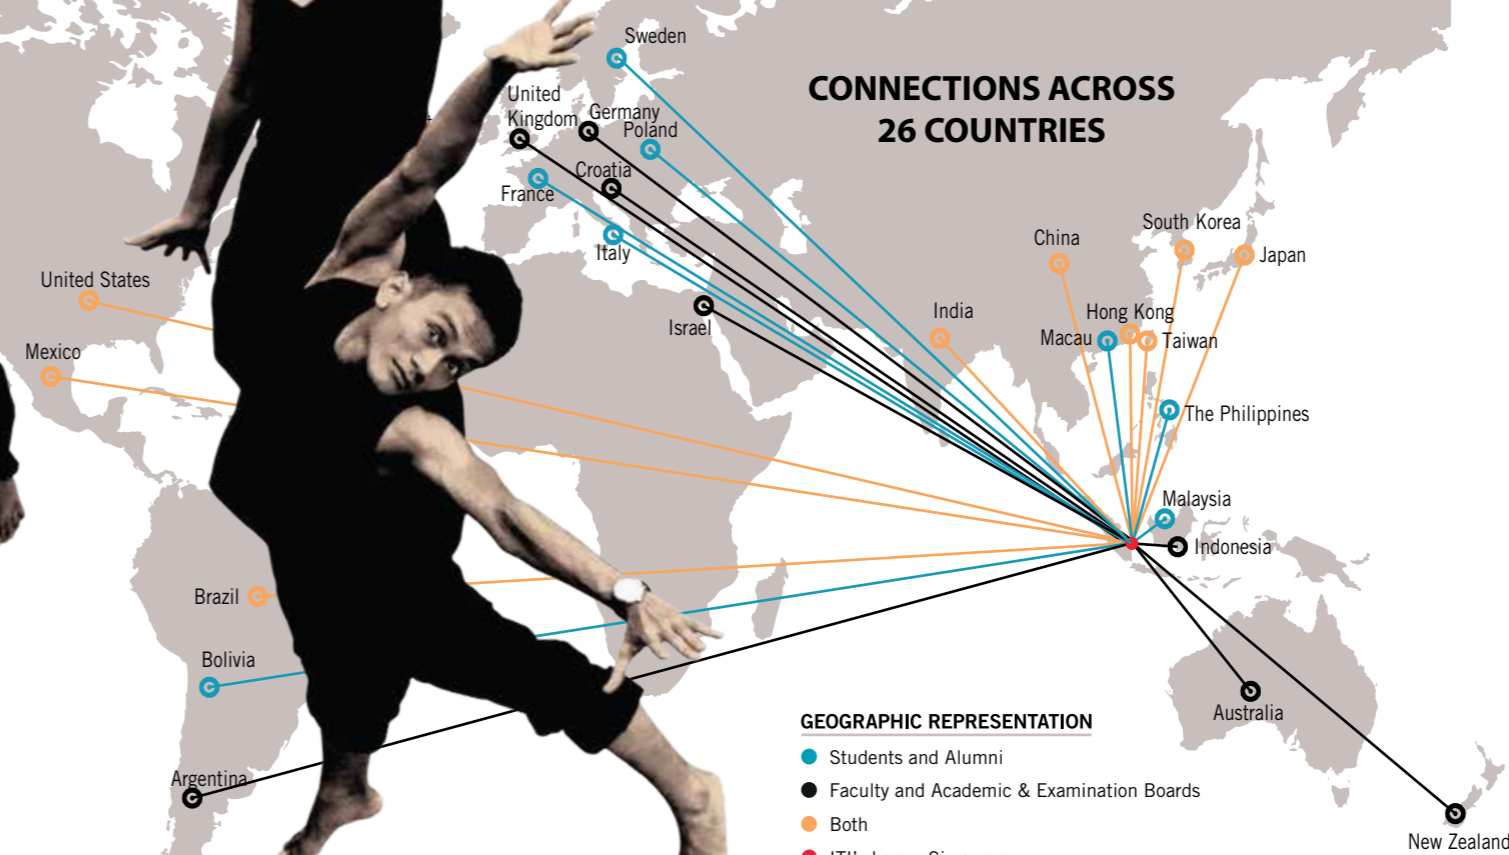 Sweden
CONNECTIONS ACROSS
26 COUNTRIES
United
Kingdom
Germany
Poland
Croatia
France
Italy
Israel
South Korea
China
Japan
India
Hong Kong
Macau
Taiwan
The Philippines
United States
Mexico
Malaysia
Indonesia
Brazil
Bolivia
Argentina
Australia
New Zealand
GEOGRAPHIC REPRESENTATION
Students and Alumni
Faculty and Academic & Examination Boards
Both